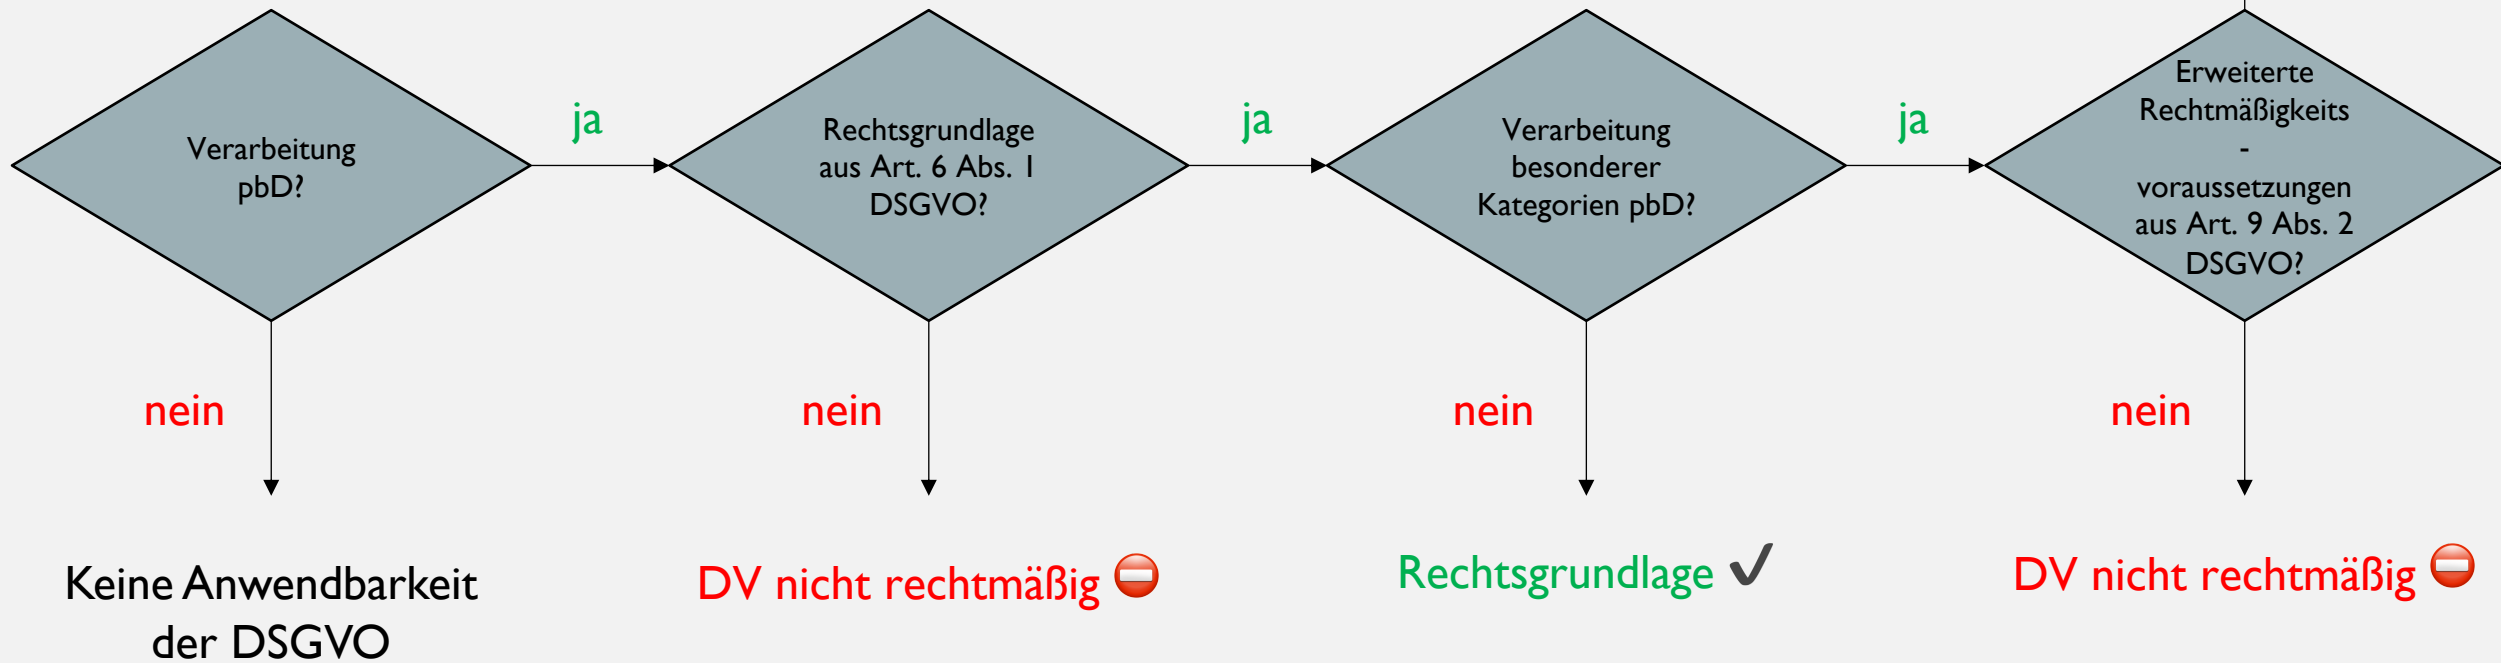 Verarbeitung
pbD?
ja
Rechtsgrundlage
aus Art. 6 Abs. 1
DSGVO?
ja
Verarbeitung
besonderer
Kategorien pbD?
ja
Erweiterte
Rechtmäßigkeits
-
voraussetzungen
aus Art. 9 Abs. 2
DSGVO?
nein
nein
nein
nein
Keine Anwendbarkeit
der DSGVO
DV nicht rechtmäßig ⛔
Rechtsgrundlage ✔
DV nicht rechtmäßig ⛔